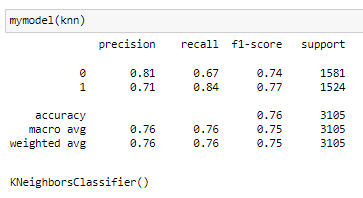 mymodel(knn)
precision recall f1-score support
0 0.81 0.67 0.74 1581
1 0.71 0.84 0.77 1524
accuracy 0.76 3105
macro avg 0.76 0.76 0.75 3105
weighted avg 0.76 0.76 0.75 3105
KNeighborsClassifier()